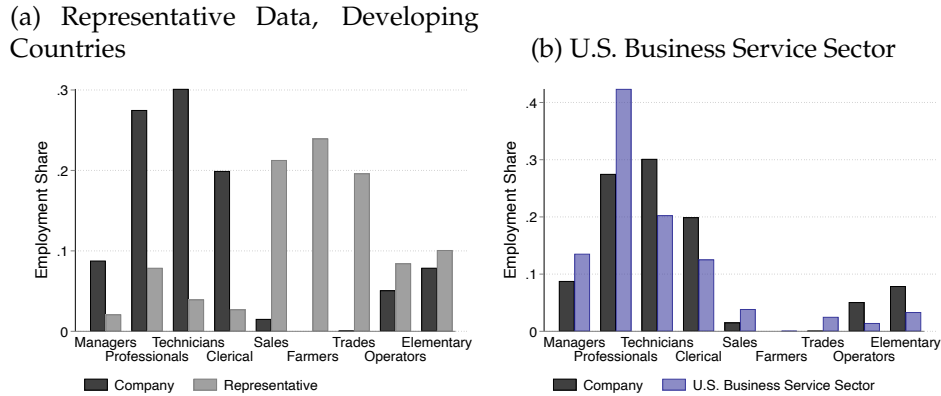 (a) Representative Data, Developing
Countries
.3
.2
.1
0
Employment Share
Managers Technicians Sales Trades Elementary
Professionals Clerical Farmers Operators
Company Representative
(b) U.S. Business Service Sector
.4
.3
.2
.1
0
Employment Share
Managers Technicians Sales Trades Elementary
Professionals Clerical Farmers Operators
Company U.S. Business Service Sector